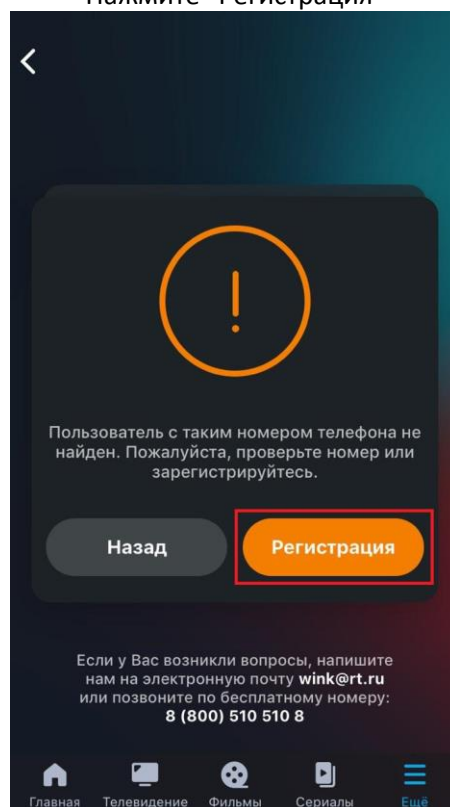 Нажмите "Регистрация"
Пользователь с таким номером телефона не
найден. Пожалуйста, проверьте номер или
зарегистрируйтесь.
Назад
Регистрация
Если у Вас возникли вопросы, напишите
нам на электронную почту wink@rt.ru
или позвоните по бесплатному номеру:
8 (800) 510 510 8
Главная Телевидение Фильмы Сериалы Ещё